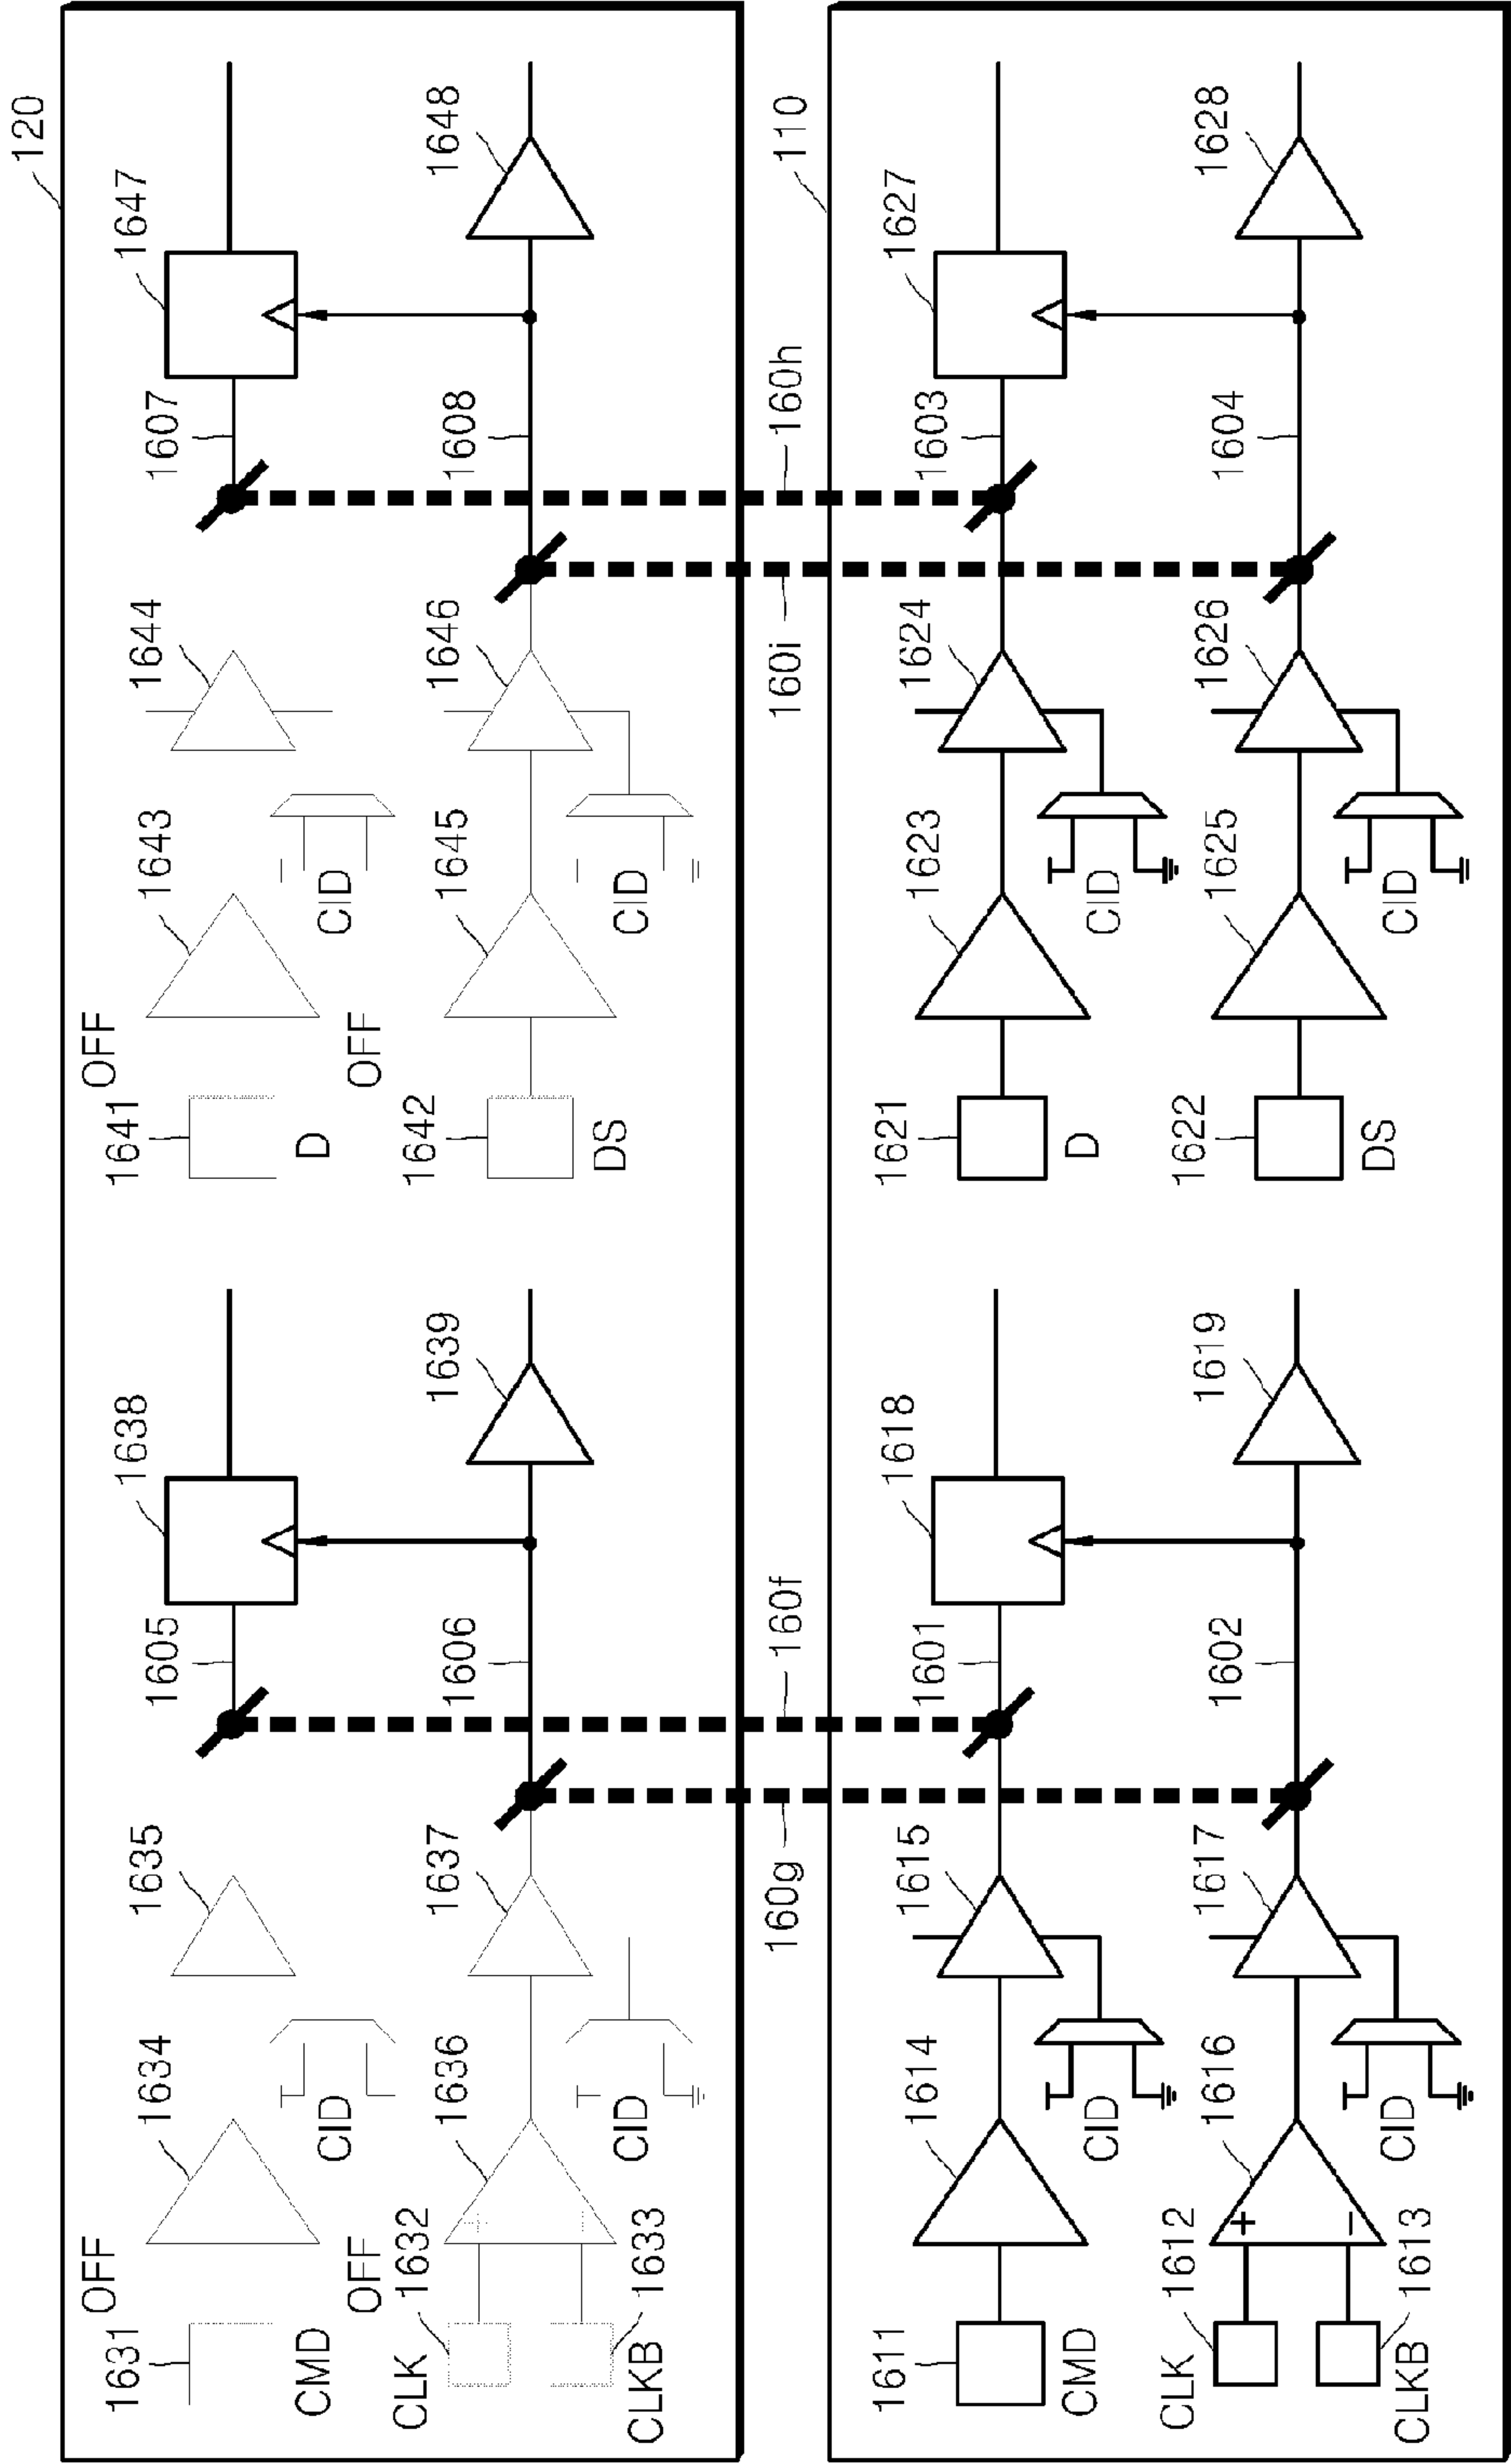 120
OFF
1631
CMD
1634
CID
1635
1605
1638
OFF
1641
D
1643
CID
1644
1607
1647
OFF
CLK
1632
CLKB
1633
1636
CID
1637
1606
1639
OFF
1642
DS
1645
CID
1646
1608
1648
160g
160f
160i
160h
110
1611
CMD
1614
CID
1615
1601
1618
1621
D
1623
CID
1624
1603
1627
CLK
1612
+
−
CLKB
1613
1616
CID
1617
1602
1619
1622
DS
1625
CID
1626
1604
1628